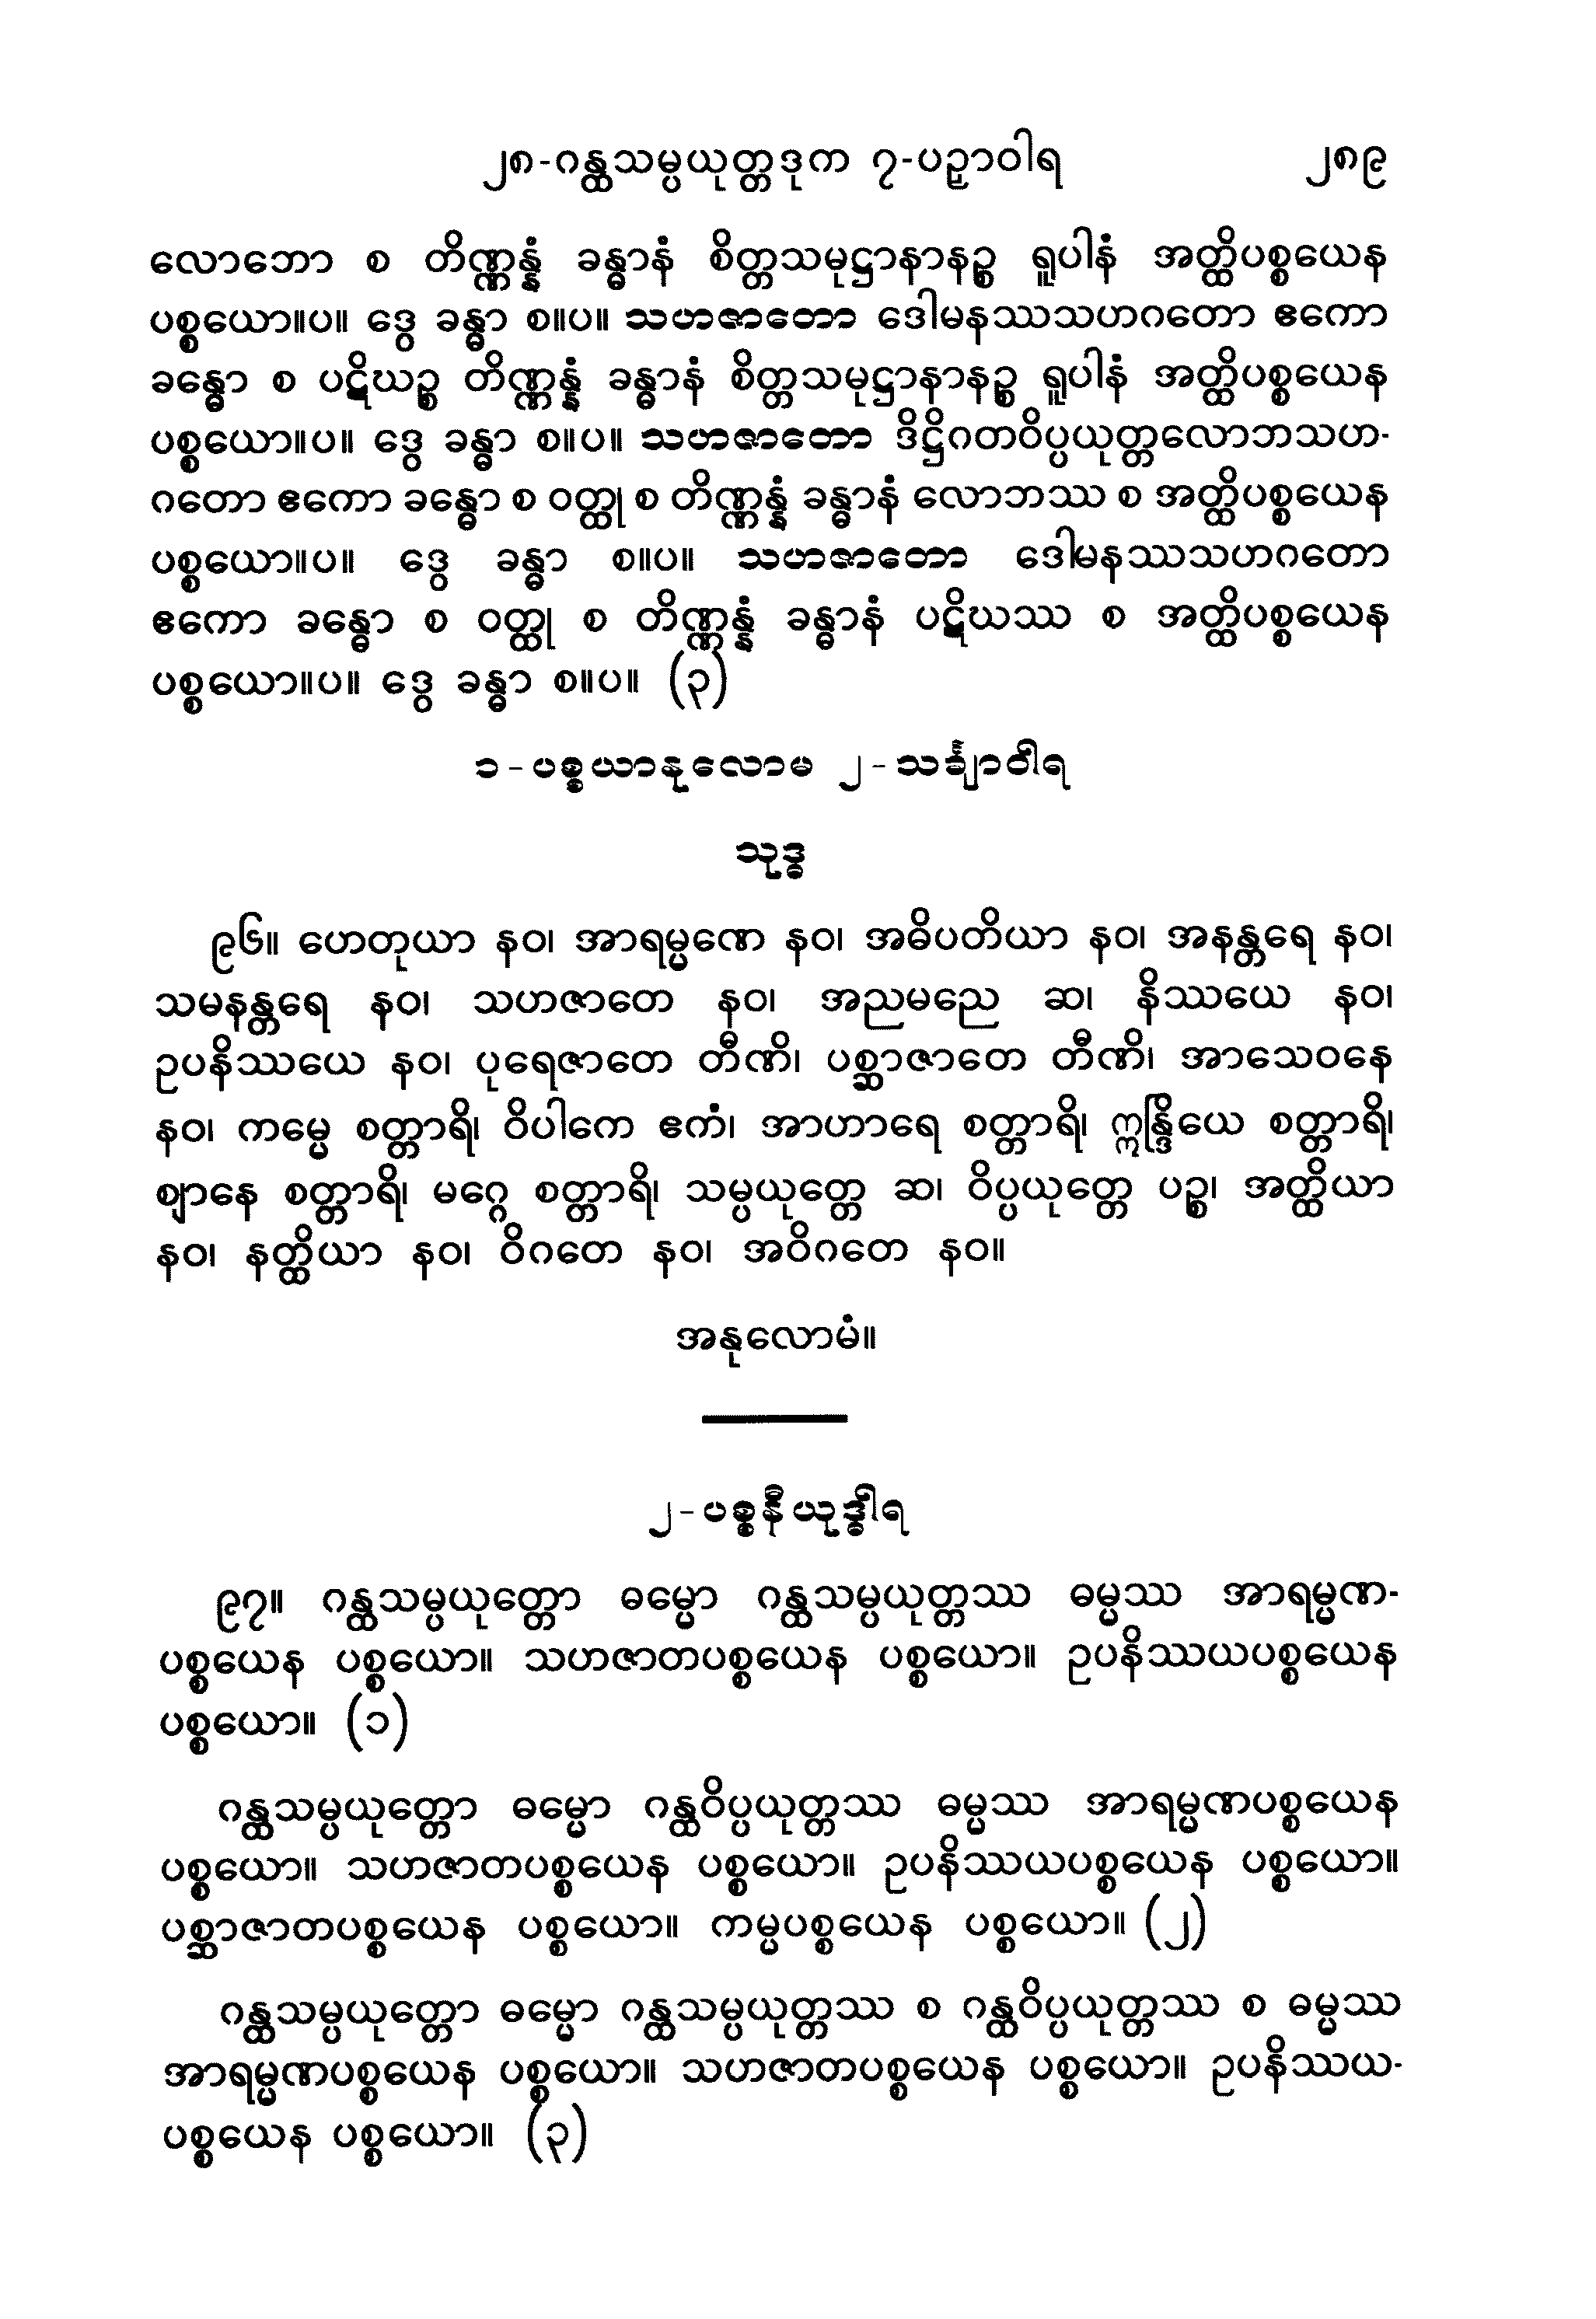 ၂၈-ဂန္ထသမ္ပယုတ္တဒုက ၇-ပဉှာဝါရ ၂၈၉
လောဘော စ တိဏ္ဏန္နံ ခန္ဓာနံ စိတ္တသမုဋ္ဌာနာနဉ္စ ရူပါနံ အတ္ထိပစ္စယေန
ပစ္စယော။ပ။ ဒွေ ခန္ဓာ စ။ပ။ သဟဇာတော ဒေါမနဿသဟဂတော ဧကော
ခန္ဓော စ ပဋိဃဉ္စ တိဏ္ဏန္နံ ခန္ဓာနံ စိတ္တသမုဋ္ဌာနာနဉ္စ ရူပါနံ အတ္ထိပစ္စယေန
ပစ္စယော။ပ။ ဒွေ ခန္ဓာ စ။ပ။ သဟဇာတော ဒိဋ္ဌိဂတဝိပ္ပယုတ္တလောဘသဟ-
ဂတော ဧကော ခန္ဓော စ ဝတ္ထု စ တိဏ္ဏန္နံ ခန္ဓာနံ လောဘဿ စ အတ္ထိပစ္စယေန
ပစ္စယော။ပ။ ဒွေ ခန္ဓာ စ။ပ။ သဟဇာတော ဒေါမနဿသဟဂတော
ဧကော ခန္ဓော စ ဝတ္ထု စ တိဏ္ဏန္နံ ခန္ဓာနံ ပဋိဃဿ စ အတ္ထိပစ္စယေန
ပစ္စယော။ပ။ ဒွေ ခန္ဓာ စ။ပ။ (၃)
၁-ပစ္စယာနုလောမ ၂-သင်္ချာဝါရ
သုဒ္ဓ
၉၆။ ဟေတုယာ နဝ၊ အာရမ္မဏေ နဝ၊ အဓိပတိယာ နဝ၊ အနန္တရေ နဝ၊
သမနန္တရေ နဝ၊ သဟဇာတေ နဝ၊ အညမညေ ဆ၊ နိဿယေ နဝ၊
ဥပနိဿယေ နဝ၊ ပုရေဇာတေ တီဏိ၊ ပစ္ဆာဇာတေ တီဏိ၊ အာသေဝနေ
နဝ၊ ကမ္မေ စတ္တာရိ၊ ဝိပါကေ ဧကံ၊ အာဟာရေ စတ္တာရိ၊ ဣန္ဒြိယေ စတ္တာရိ၊
ဈာနေ စတ္တာရိ၊ မဂ္ဂေ စတ္တာရိ၊ သမ္ပယုတ္တေ ဆ၊ ဝိပ္ပယုတ္တေ ပဉ္စ၊ အတ္ထိယာ
နဝ၊ နတ္ထိယာ နဝ၊ ဝိဂတေ နဝ၊ အဝိဂတေ နဝ။
အနုလောမံ။
၂-ပစ္စနီယုဒ္ဓါရ
၉၇။ ဂန္ထသမ္ပယုတ္တော ဓမ္မော ဂန္ထသမ္ပယုတ္တဿ ဓမ္မဿ အာရမ္မဏ-
ပစ္စယေန ပစ္စယော။ သဟဇာတပစ္စယေန ပစ္စယော။ ဥပနိဿယပစ္စယေန
ပစ္စယော။ (၁)
ဂန္ထသမ္ပယုတ္တော ဓမ္မော ဂန္ထဝိပ္ပယုတ္တဿ ဓမ္မဿ အာရမ္မဏပစ္စယေန
ပစ္စယော။ သဟဇာတပစ္စယေန ပစ္စယော။ ဥပနိဿယပစ္စယေန ပစ္စယော။
ပစ္ဆာဇာတပစ္စယေန ပစ္စယော။ ကမ္မပစ္စယေန ပစ္စယော။ (၂)
ဂန္ထသမ္ပယုတ္တော ဓမ္မော ဂန္ထသမ္ပယုတ္တဿ စ ဂန္ထဝိပ္ပယုတ္တဿ စ ဓမ္မဿ
အာရမ္မဏပစ္စယေန ပစ္စယော။ သဟဇာတပစ္စယေန ပစ္စယော။ ဥပနိဿယ-
ပစ္စယေန ပစ္စယော။ (၃)